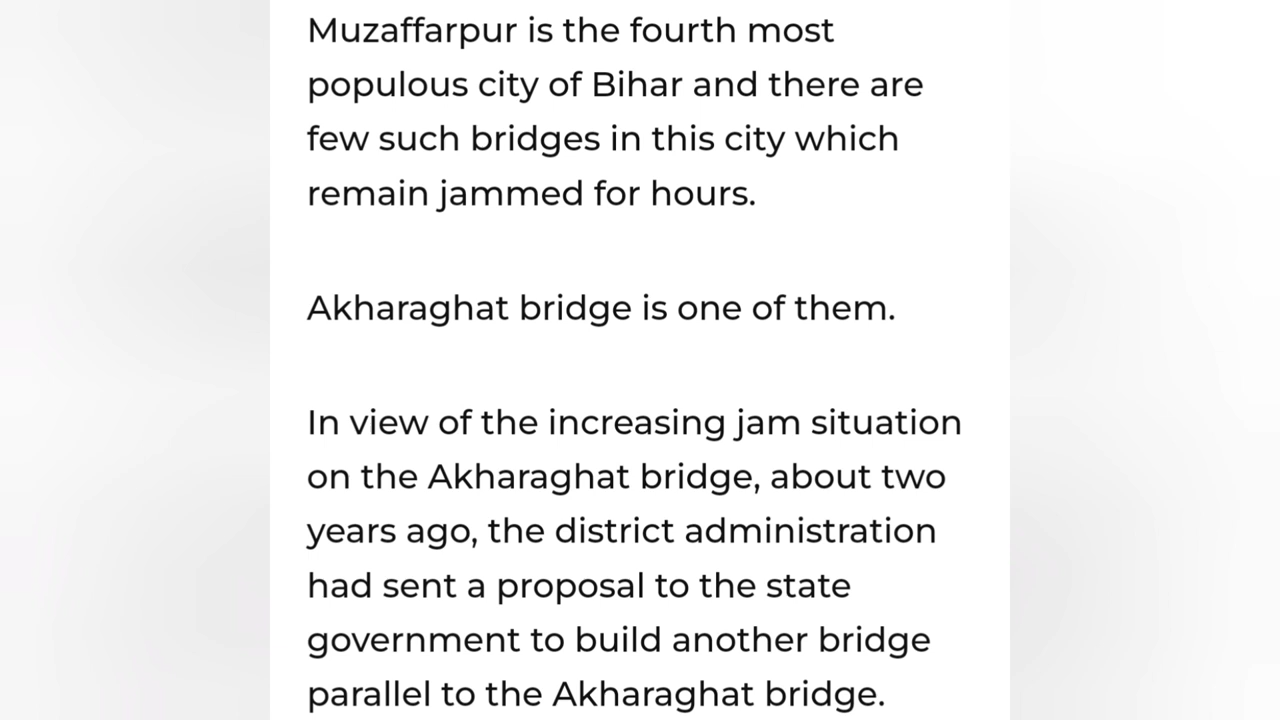 Muzaffarpur is the fourth most
populous city of Bihar and there are
few such bridges in this city which
remain jammed for hours.
Akharaghat bridge is one of them.
In view of the increasing jam situation
on the Akharaghat bridge, about two
years ago, the district administration
had sent a proposal to the state
government to build another bridge
parallel to the Akharaghat bridge.